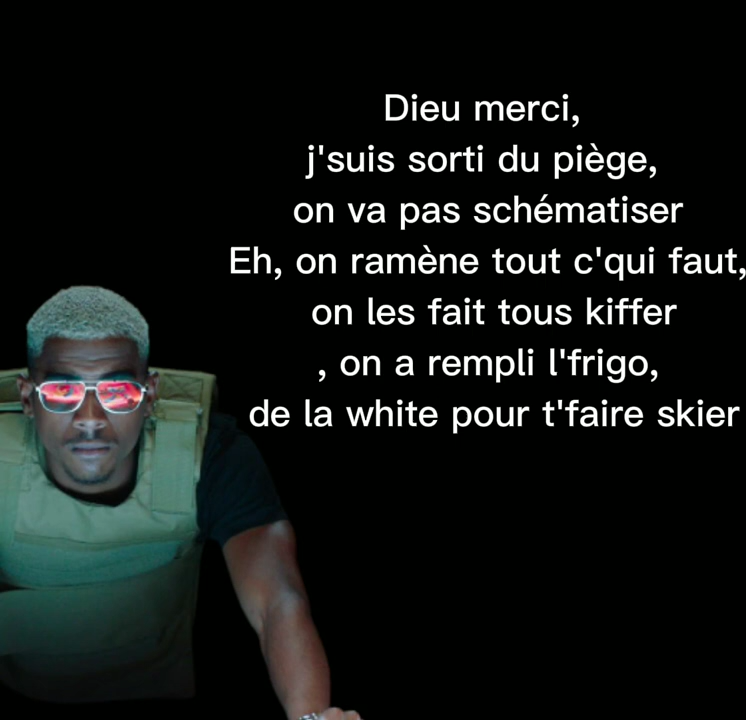 Dieu merci,
j'suis sorti du piège,
on va pas schématiser
Eh, on ramène tout c'qui faut,
on les fait tous kiffer
, on a rempli l'frigo,
de la white pour t'faire skier